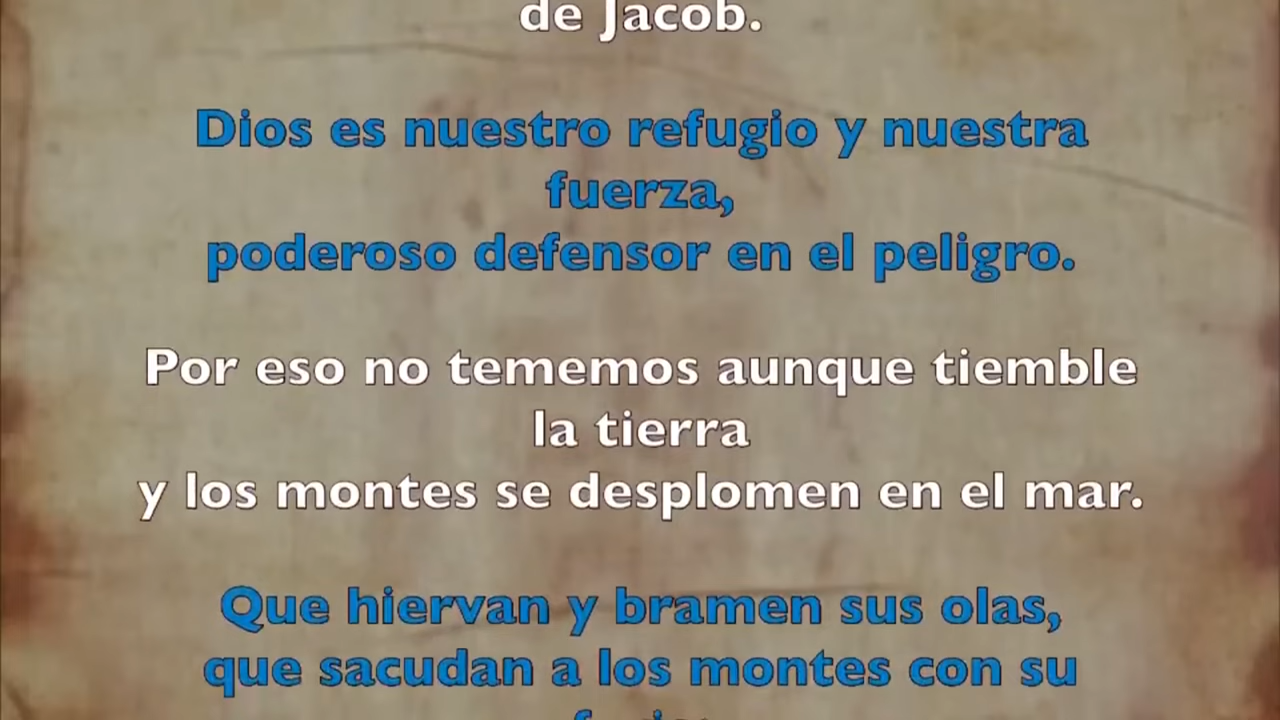 de Jacob.
Dios es nuestro refugio y nuestra
fuerza,
poderoso defensor en el peligro.
Por eso no tememos aunque tiemble
la tierra
y los montes se desplomen en el mar.
Que hiervan y bramen sus olas,
que sacudan a los montes con su